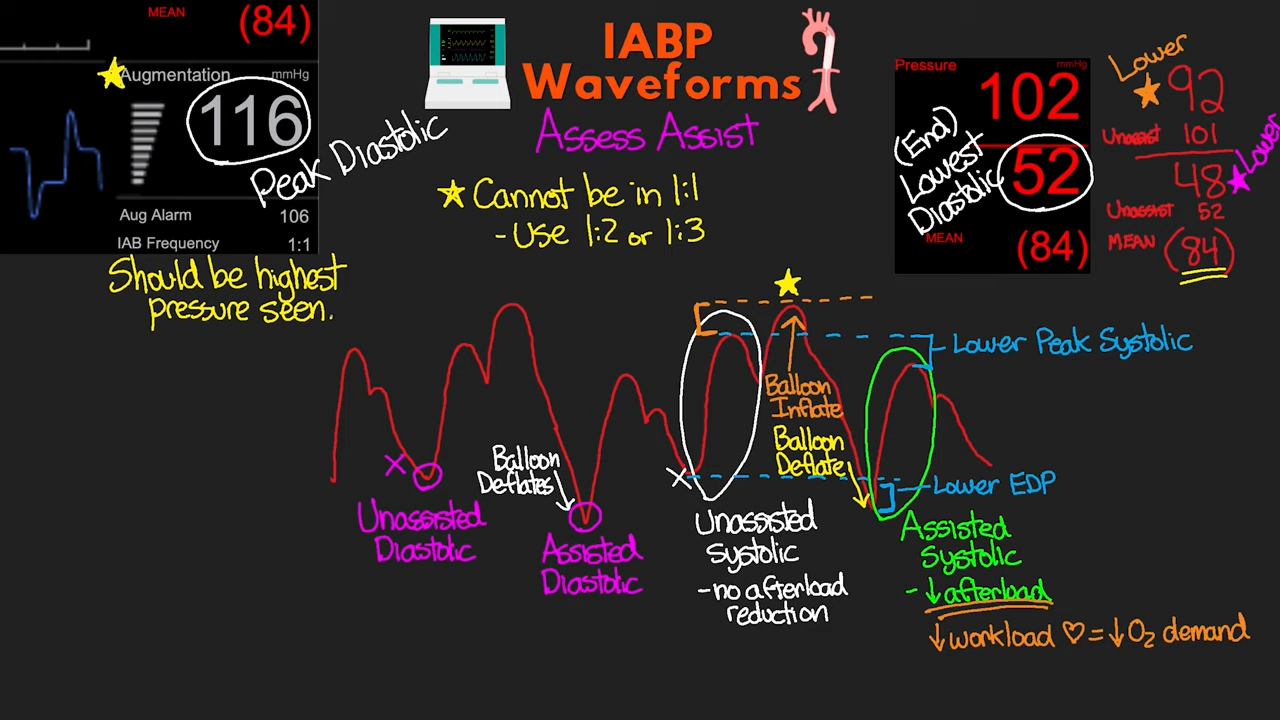 MEAN
(84)
Augmentation
mmHg
116
Peak Diastolic
Aug Alarm 106
IAB Frequency 1:1
Should be highest
pressure seen.
IABP
Waveforms
Assess Assist
Cannot be in 1:1
- Use 1:2 or 1:3
Pressure
mmHg
102
52
MEAN
(84)
(End)
Lowest
Diastolic
Lower
92
Unassist 101
48
Lower
Unassist 52
MEAN (84)
X
Unassisted
Diastolic
Balloon
Deflates
Assisted
Diastolic
X
Unassisted
systolic
- no afterload
reduction
Balloon
Inflate
Balloon
Deflate
Lower Peak Systolic
Lower EDP
Assisted
Systolic
- ↓ afterload
↓ workload ♡ = ↓ O₂ demand